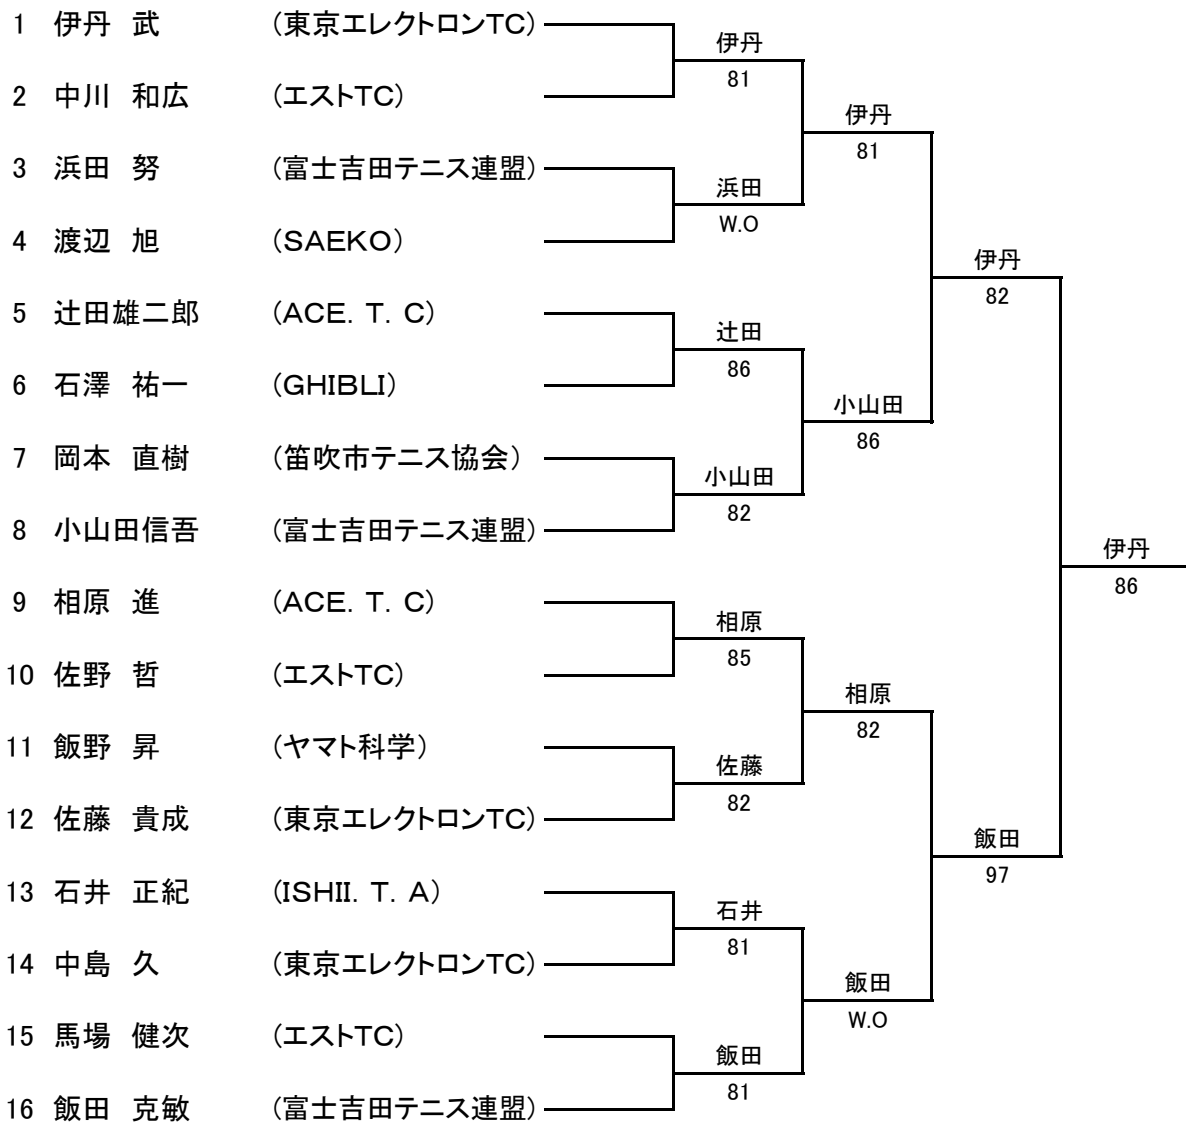 1 伊丹 武 (東京エレクトロンTC)
伊丹
81
2 中川 和広 (エストTC)
伊丹
81
3 浜田 努 (富士吉田テニス連盟)
浜田
W.O
4 渡辺 旭 (SAEKO)
伊丹
82
5 辻田雄二郎 (ACE. T. C)
辻田
86
6 石澤 祐一 (GHIBLI)
小山田
86
7 岡本 直樹 (笛吹市テニス協会)
小山田
82
8 小山田信吾 (富士吉田テニス連盟)
伊丹
86
9 相原 進 (ACE. T. C)
相原
85
10 佐野 哲 (エストTC)
相原
82
11 飯野 昇 (ヤマト科学)
佐藤
82
12 佐藤 貴成 (東京エレクトロンTC)
飯田
97
13 石井 正紀 (ISHII. T. A)
石井
81
14 中島 久 (東京エレクトロンTC)
飯田
W.O
15 馬場 健次 (エストTC)
飯田
81
16 飯田 克敏 (富士吉田テニス連盟)